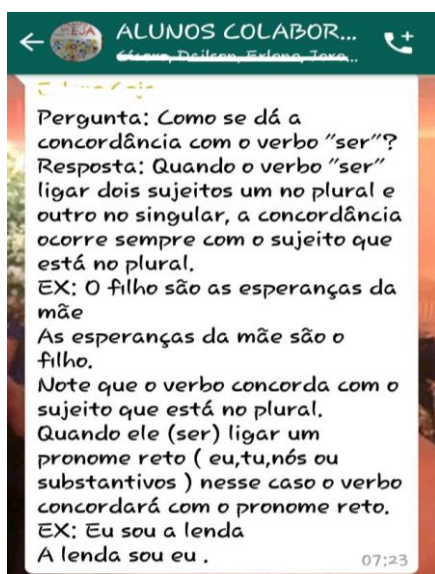 EJA
ALUNOS COLABOR...
Pergunta: Como se dá a
concordância com o verbo "ser"?
Resposta: Quando o verbo "ser"
ligar dois sujeitos um no plural e
outro no singular, a concordância
ocorre sempre com o sujeito que
está no plural.
EX: O filho são as esperanças da
mãe
As esperanças da mãe são o
filho.
Note que o verbo concorda com o
sujeito que está no plural.
Quando ele (ser) ligar um
pronome reto ( eu,tu,nós ou
substantivos ) nesse caso o verbo
concordará com o pronome reto.
EX: Eu sou a lenda
A lenda sou eu .
07:23